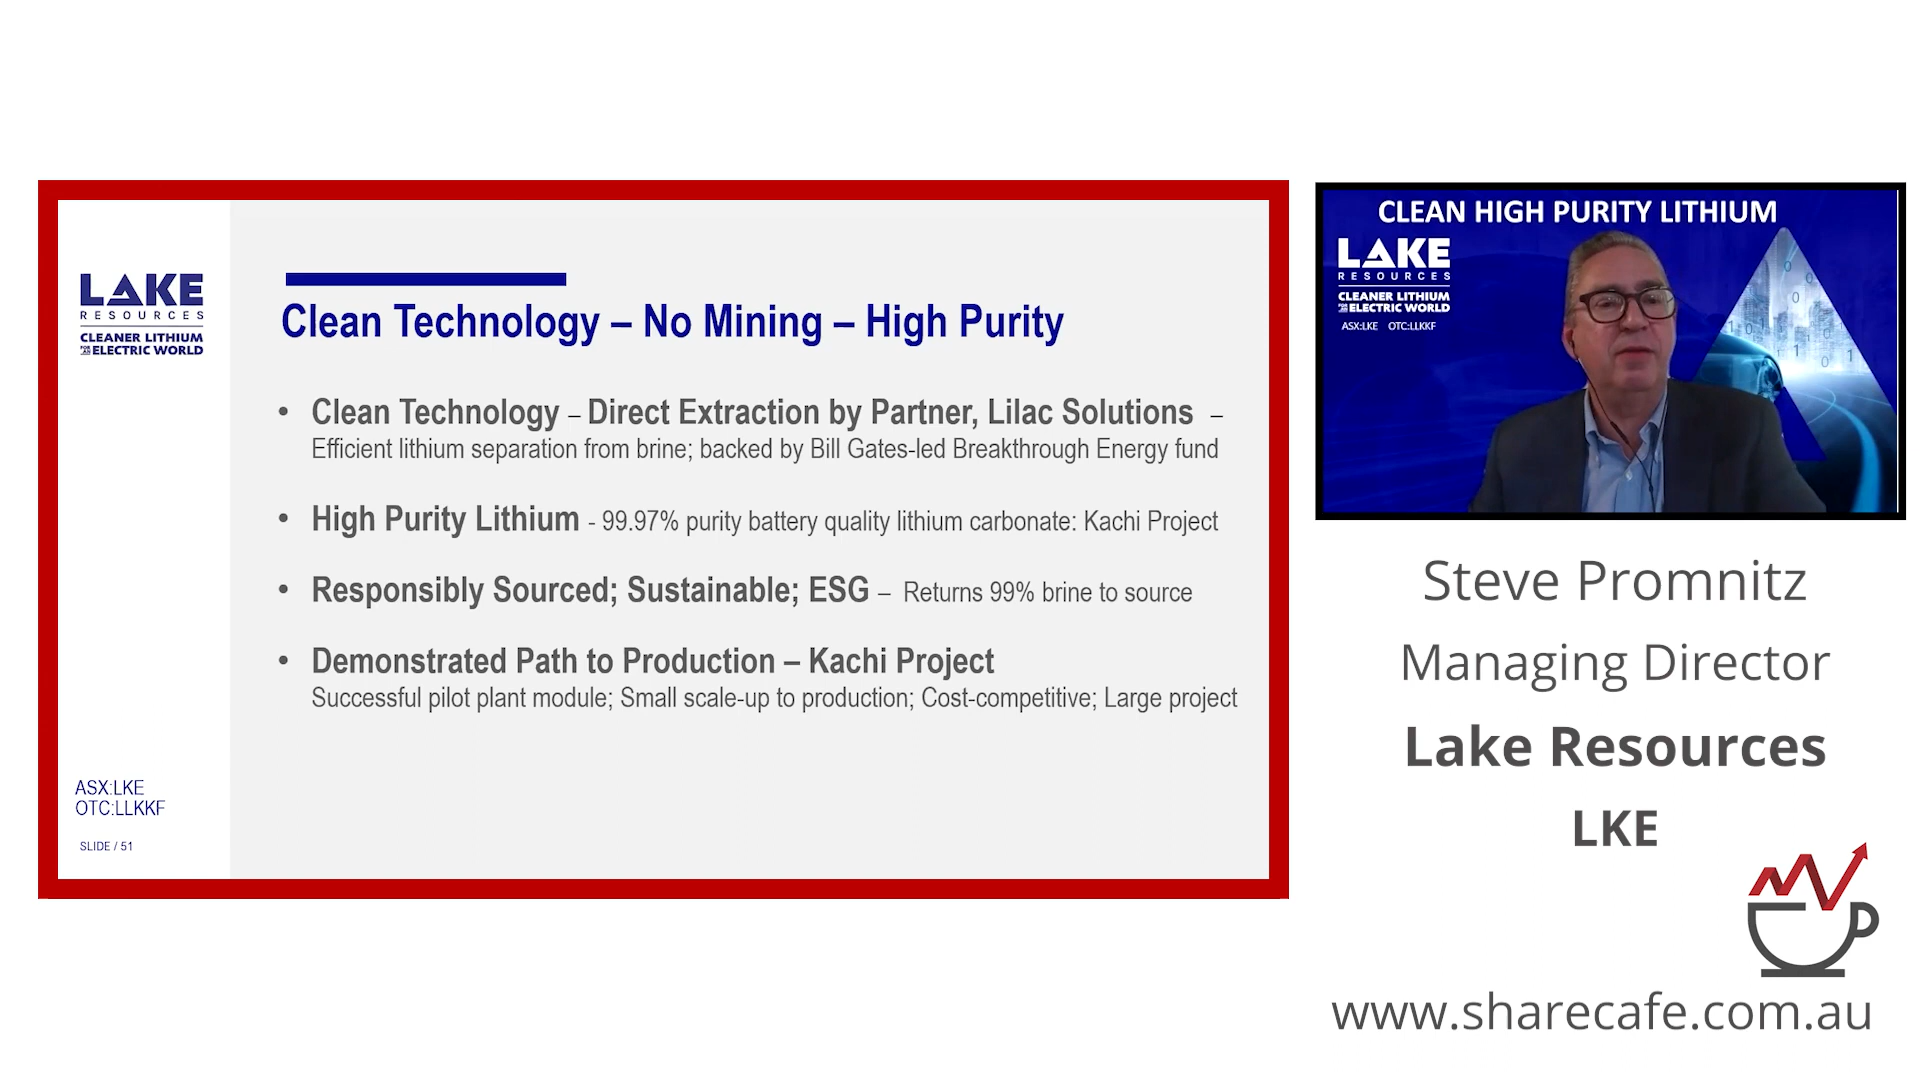 LAKE
RESOURCES
CLEANER LITHIUM
FOR AN ELECTRIC WORLD
Clean Technology – No Mining – High Purity
• Clean Technology – Direct Extraction by Partner, Lilac Solutions –
Efficient lithium separation from brine; backed by Bill Gates-led Breakthrough Energy fund
• High Purity Lithium - 99.97% purity battery quality lithium carbonate: Kachi Project
• Responsibly Sourced; Sustainable; ESG – Returns 99% brine to source
• Demonstrated Path to Production – Kachi Project
Successful pilot plant module; Small scale-up to production; Cost-competitive; Large project
ASX:LKE
OTC:LLKKF
SLIDE / 51
CLEAN HIGH PURITY LITHIUM
LAKE
RESOURCES
CLEANER LITHIUM
FOR AN ELECTRIC WORLD
ASX:LKE OTC:LLKKF
Steve Promnitz
Managing Director
Lake Resources
LKE
www.sharecafe.com.au